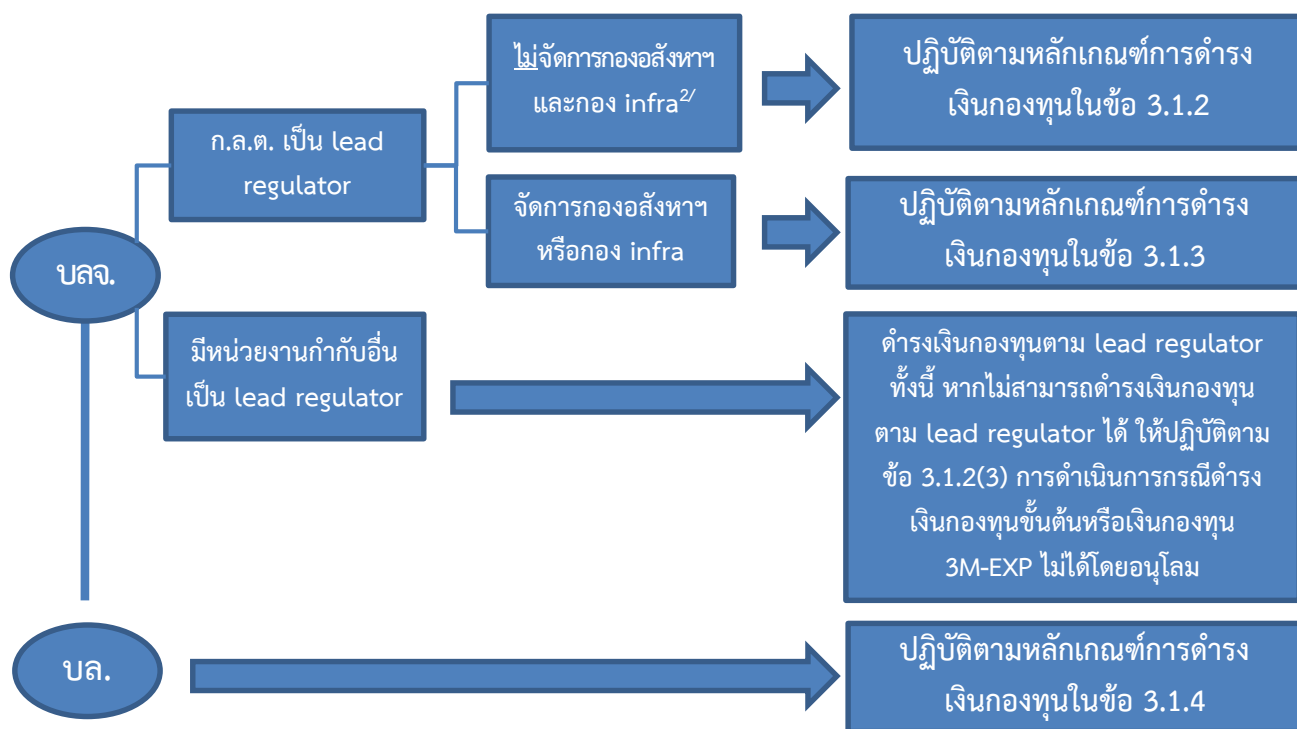 ไม่จัดการกองอสังหาฯ
และกอง infra2/
ปฏิบัติตามหลักเกณฑ์การดำรง
เงินกองทุนในข้อ 3.1.2
ก.ล.ต. เป็น lead
regulator
จัดการกองอสังหาฯ
หรือกอง infra
ปฏิบัติตามหลักเกณฑ์การดำรง
เงินกองทุนในข้อ 3.1.3
บลจ.
มีหน่วยงานกำกับอื่น
เป็น lead regulator
ดำรงเงินกองทุนตาม lead regulator
ทั้งนี้ หากไม่สามารถดำรงเงินกองทุน
ตาม lead regulator ได้ ให้ปฏิบัติตาม
ข้อ 3.1.2(3) การดำเนินการกรณีดำรง
เงินกองทุนขั้นต้นหรือเงินกองทุน
3M-EXP ไม่ได้โดยอนุโลม
บล.
ปฏิบัติตามหลักเกณฑ์การดำรง
เงินกองทุนในข้อ 3.1.4